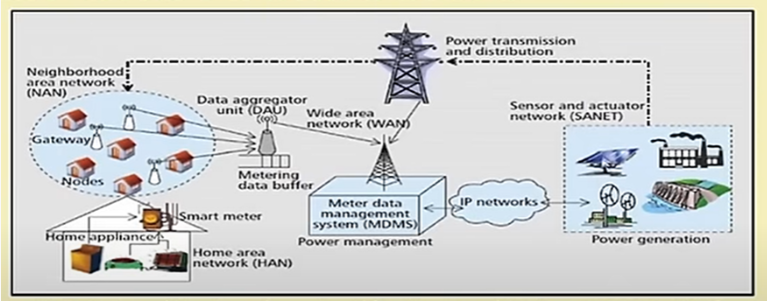 Power transmission
and distribution
Neighborhood
area network
(NAN)
Data aggregator
unit (DAU)
Wide area
network (WAN)
Sensor and actuator
network (SANET)
Gateway
Nodes
Metering
data buffer
Smart meter
Home appliance
Home area
network (HAN)
Meter data
management
system (MDMS)
Power management
IP networks
Power generation